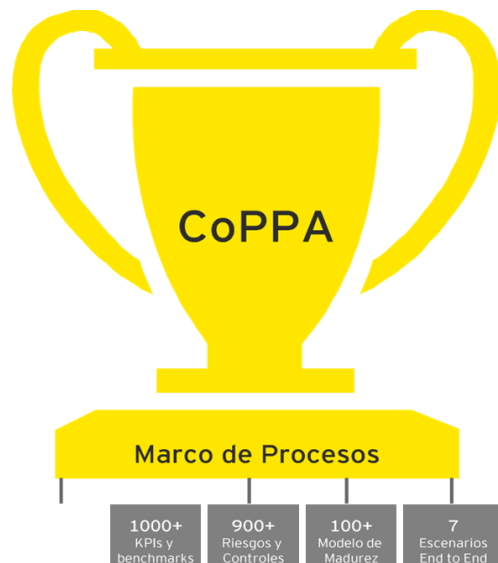 CoPPA
Marco de Procesos
1000+
KPIs y
benchmarks
900+
Riesgos y
Controles
100+
Modelo de
Madurez
7
Escenarios
End to End